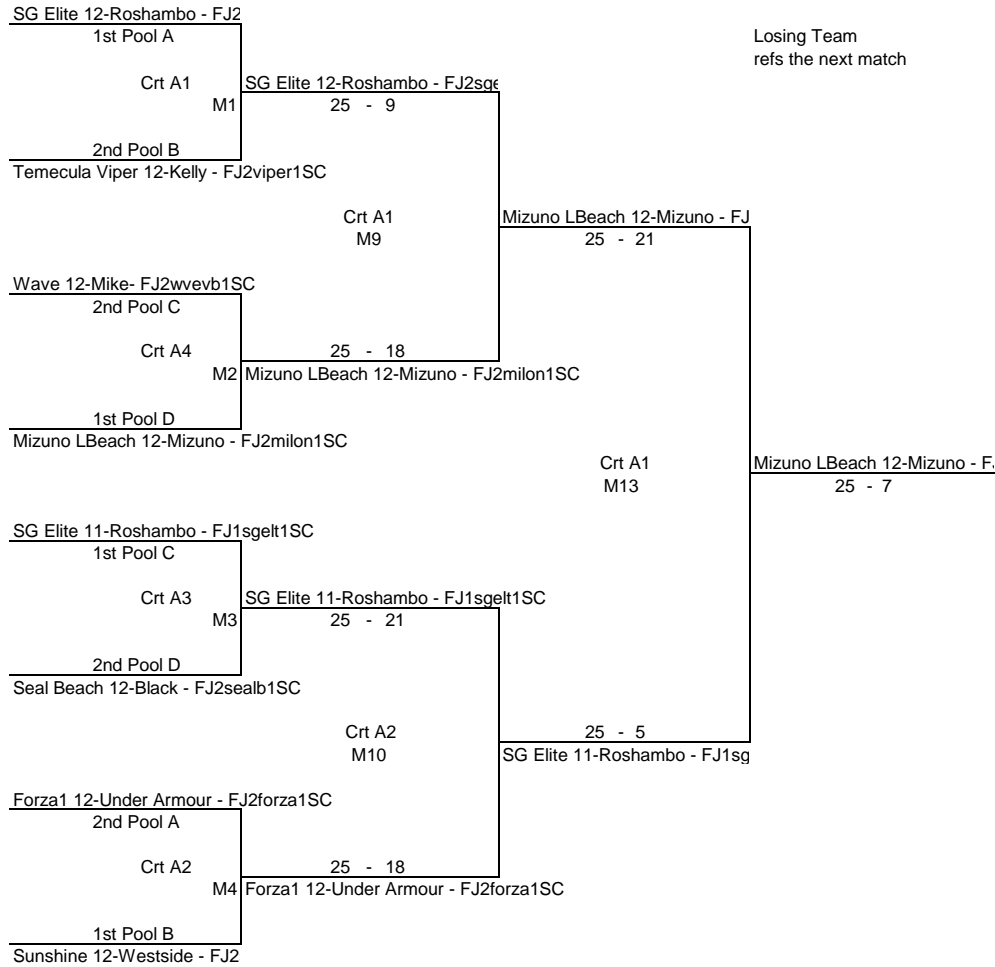 SG Elite 12-Roshambo - FJ2
1st Pool A
Losing Team
refs the next match
Crt A1
SG Elite 12-Roshambo - FJ2sge
M1
25 - 9
2nd Pool B
Temecula Viper 12-Kelly - FJ2viper1SC
Crt A1
Mizuno LBeach 12-Mizuno - FJ
M9
25 - 21
Wave 12-Mike- FJ2wvevb1SC
2nd Pool C
Crt A4
25 - 18
M2
Mizuno LBeach 12-Mizuno - FJ2milon1SC
1st Pool D
Mizuno LBeach 12-Mizuno - FJ2milon1SC
Crt A1
Mizuno LBeach 12-Mizuno - FJ
M13
25 - 7
SG Elite 11-Roshambo - FJ1sgelt1SC
1st Pool C
Crt A3
SG Elite 11-Roshambo - FJ1sgelt1SC
M3
25 - 21
2nd Pool D
Seal Beach 12-Black - FJ2sealb1SC
Crt A2
25 - 5
M10
SG Elite 11-Roshambo - FJ1sg
Forza1 12-Under Armour - FJ2forza1SC
2nd Pool A
Crt A2
25 - 18
M4
Forza1 12-Under Armour - FJ2forza1SC
1st Pool B
Sunshine 12-Westside - FJ2